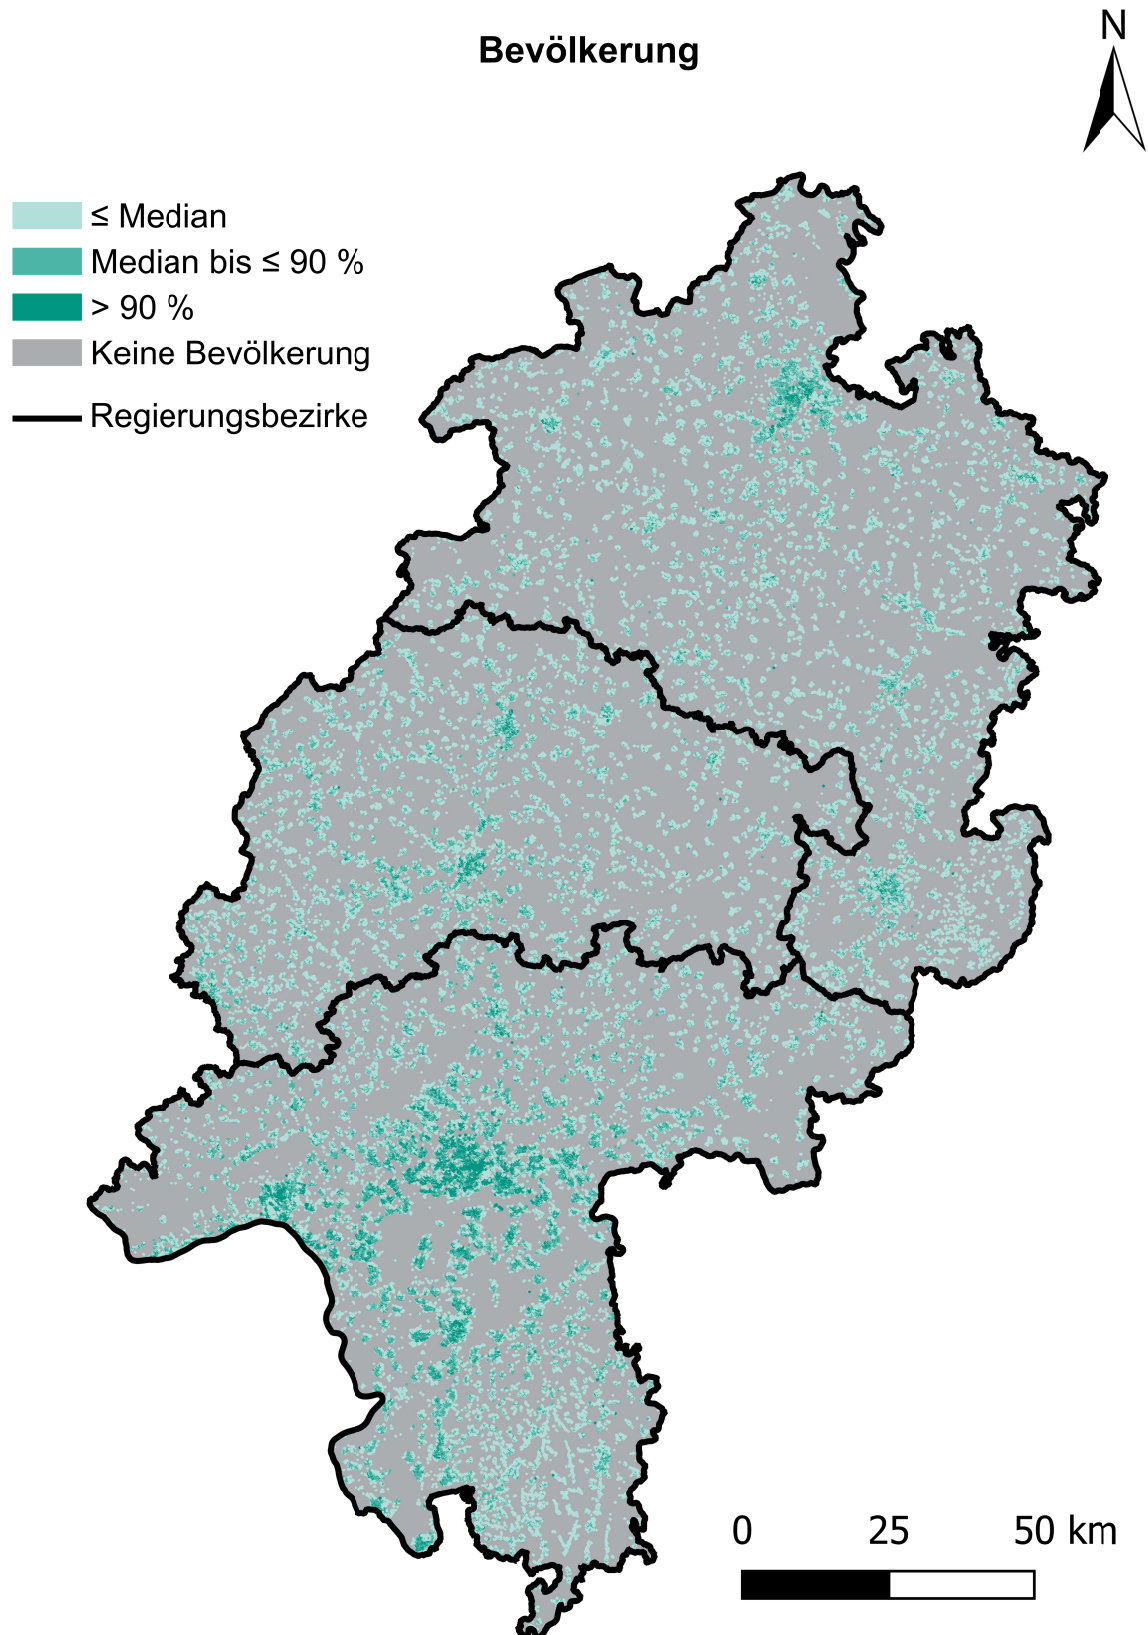 Bevölkerung
N
≤ Median
Median bis ≤ 90 %
> 90 %
Keine Bevölkerung
Regierungsbezirke
0 25 50 km